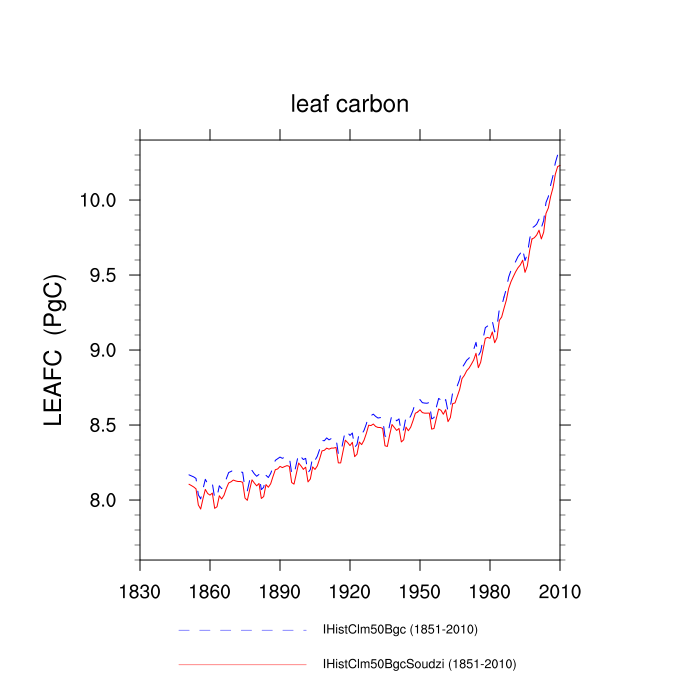 leaf carbon
LEAFC (PgC)
10.0
9.5
9.0
8.5
8.0
1830 1860 1890 1920 1950 1980 2010
IHistClm50Bgc (1851-2010)
IHistClm50BgcSoudzi (1851-2010)